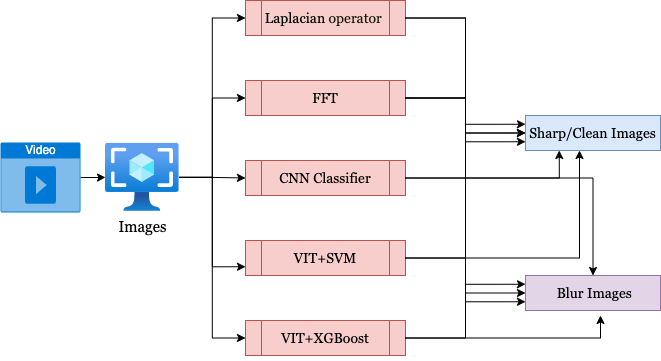 Laplacian operator
FFT
Video
Sharp/Clean Images
CNN Classifier
Images
VIT+SVM
Blur Images
VIT+XGBoost